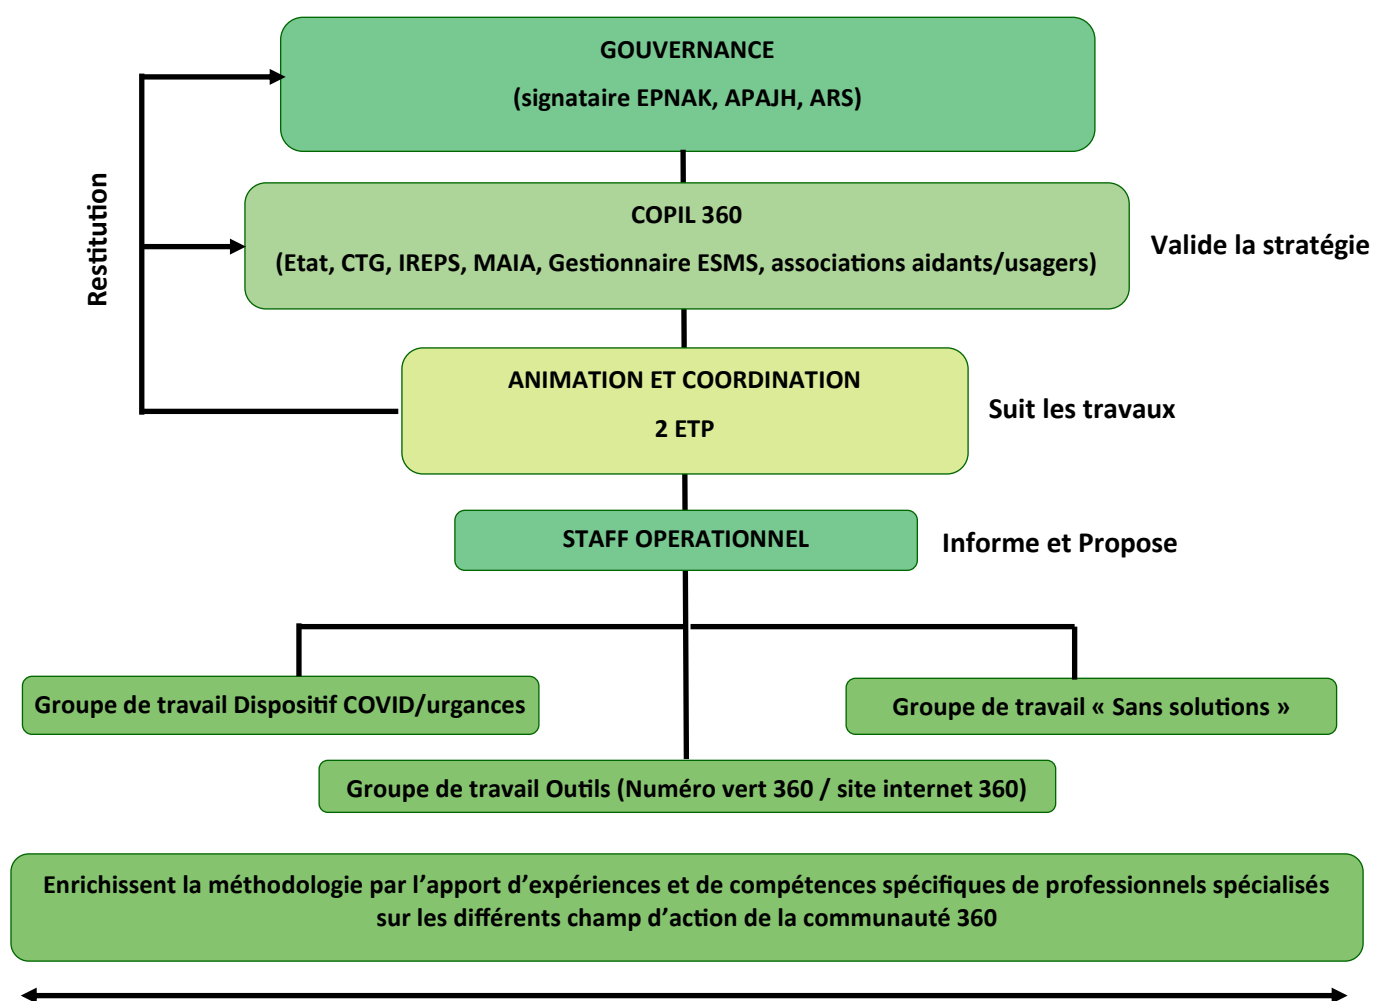 GOUVERNANCE
(signataire EPNAK, APAJH, ARS)
Restitution
COPIL 360
(Etat, CTG, IREPS, MAIA, Gestionnaire ESMS, associations aidants/usagers)
Valide la stratégie
ANIMATION ET COORDINATION
2 ETP
Suit les travaux
STAFF OPERATIONNEL
Informe et Propose
Groupe de travail Dispositif COVID/urgances
Groupe de travail « Sans solutions »
Groupe de travail Outils (Numéro vert 360 / site internet 360)
Enrichissent la méthodologie par l’apport d’expériences et de compétences spécifiques de professionnels spécialisés
sur les différents champ d’action de la communauté 360